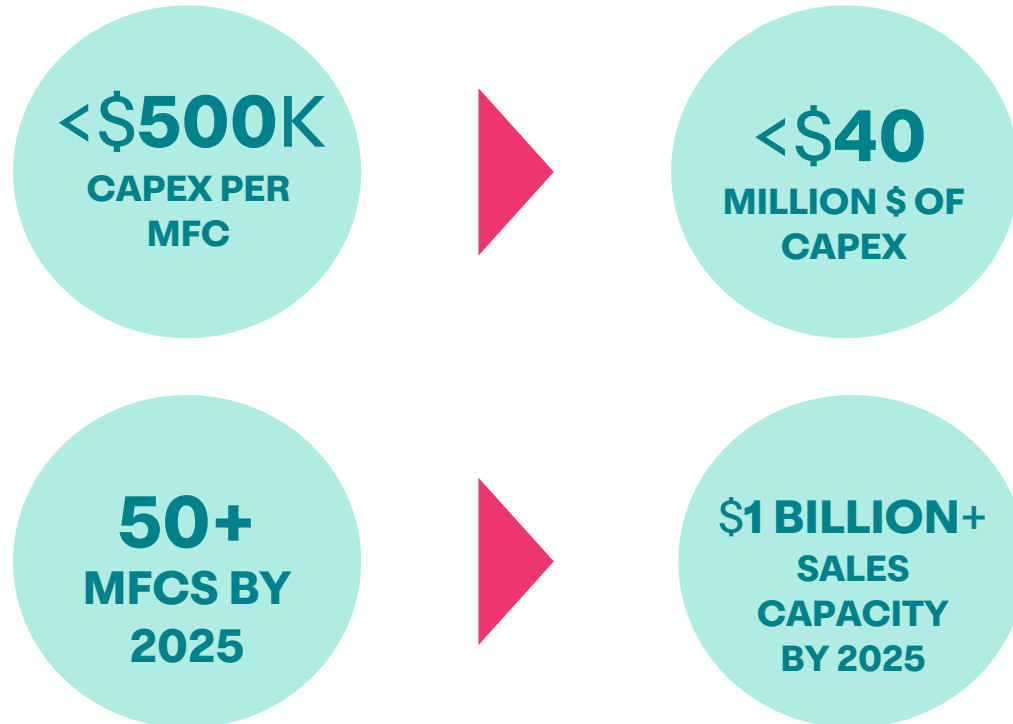 <$500K
CAPEX PER
MFC
<$40
MILLION $ OF
CAPEX
50+
MFCS BY
2025
$1 BILLION+
SALES
CAPACITY
BY 2025